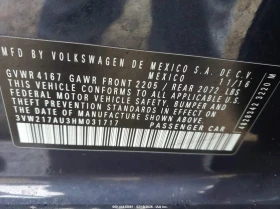 MFD BY VOLKSWAGEN DE MEXICO S.A. DE C.V.
11/16
GVWR 4167 GAWR FRONT 2205 / REAR 2072 LBS
THIS VEHICLE CONFORMS TO ALL APPLICABLE
FEDERAL MOTOR VEHICLE SAFETY, BUMPER AND
THEFT PREVENTION STANDARDS IN EFFECT ON THE
DATE OF MANUFACTURE SHOWN ABOVE.
3VW217AU3HM031717
PASSENGER CAR